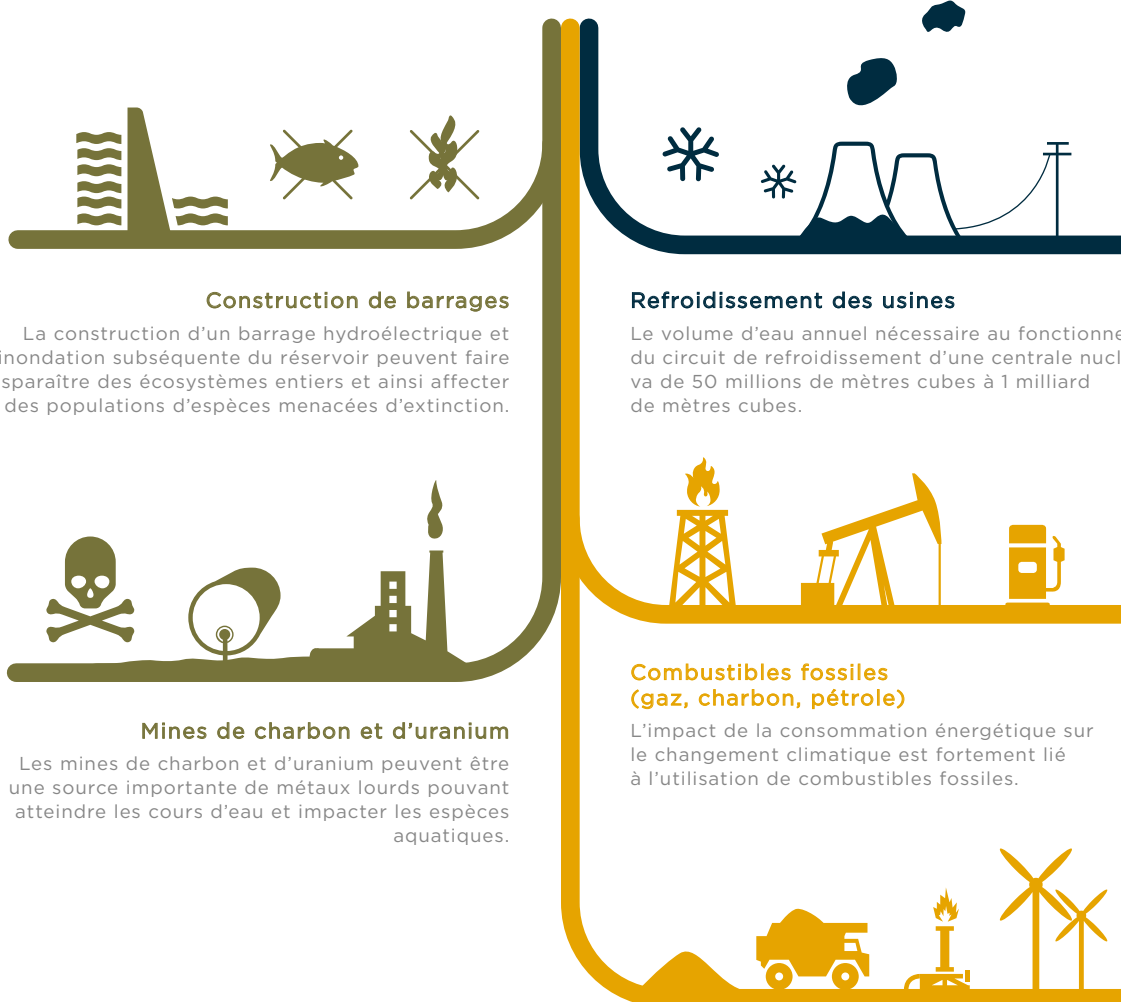 Construction de barrages
La construction d’un barrage hydroélectrique et
inondation subséquente du réservoir peuvent faire
sparaître des écosystèmes entiers et ainsi affecter
des populations d’espèces menacées d’extinction.
Refroidissement des usines
Le volume d’eau annuel nécessaire au fonctionne
du circuit de refroidissement d’une centrale nucl
va de 50 millions de mètres cubes à 1 milliard
de mètres cubes.
Mines de charbon et d’uranium
Les mines de charbon et d’uranium peuvent être
une source importante de métaux lourds pouvant
atteindre les cours d’eau et impacter les espèces
aquatiques.
Combustibles fossiles
(gaz, charbon, pétrole)
L’impact de la consommation énergétique sur
le changement climatique est fortement lié
à l’utilisation de combustibles fossiles.